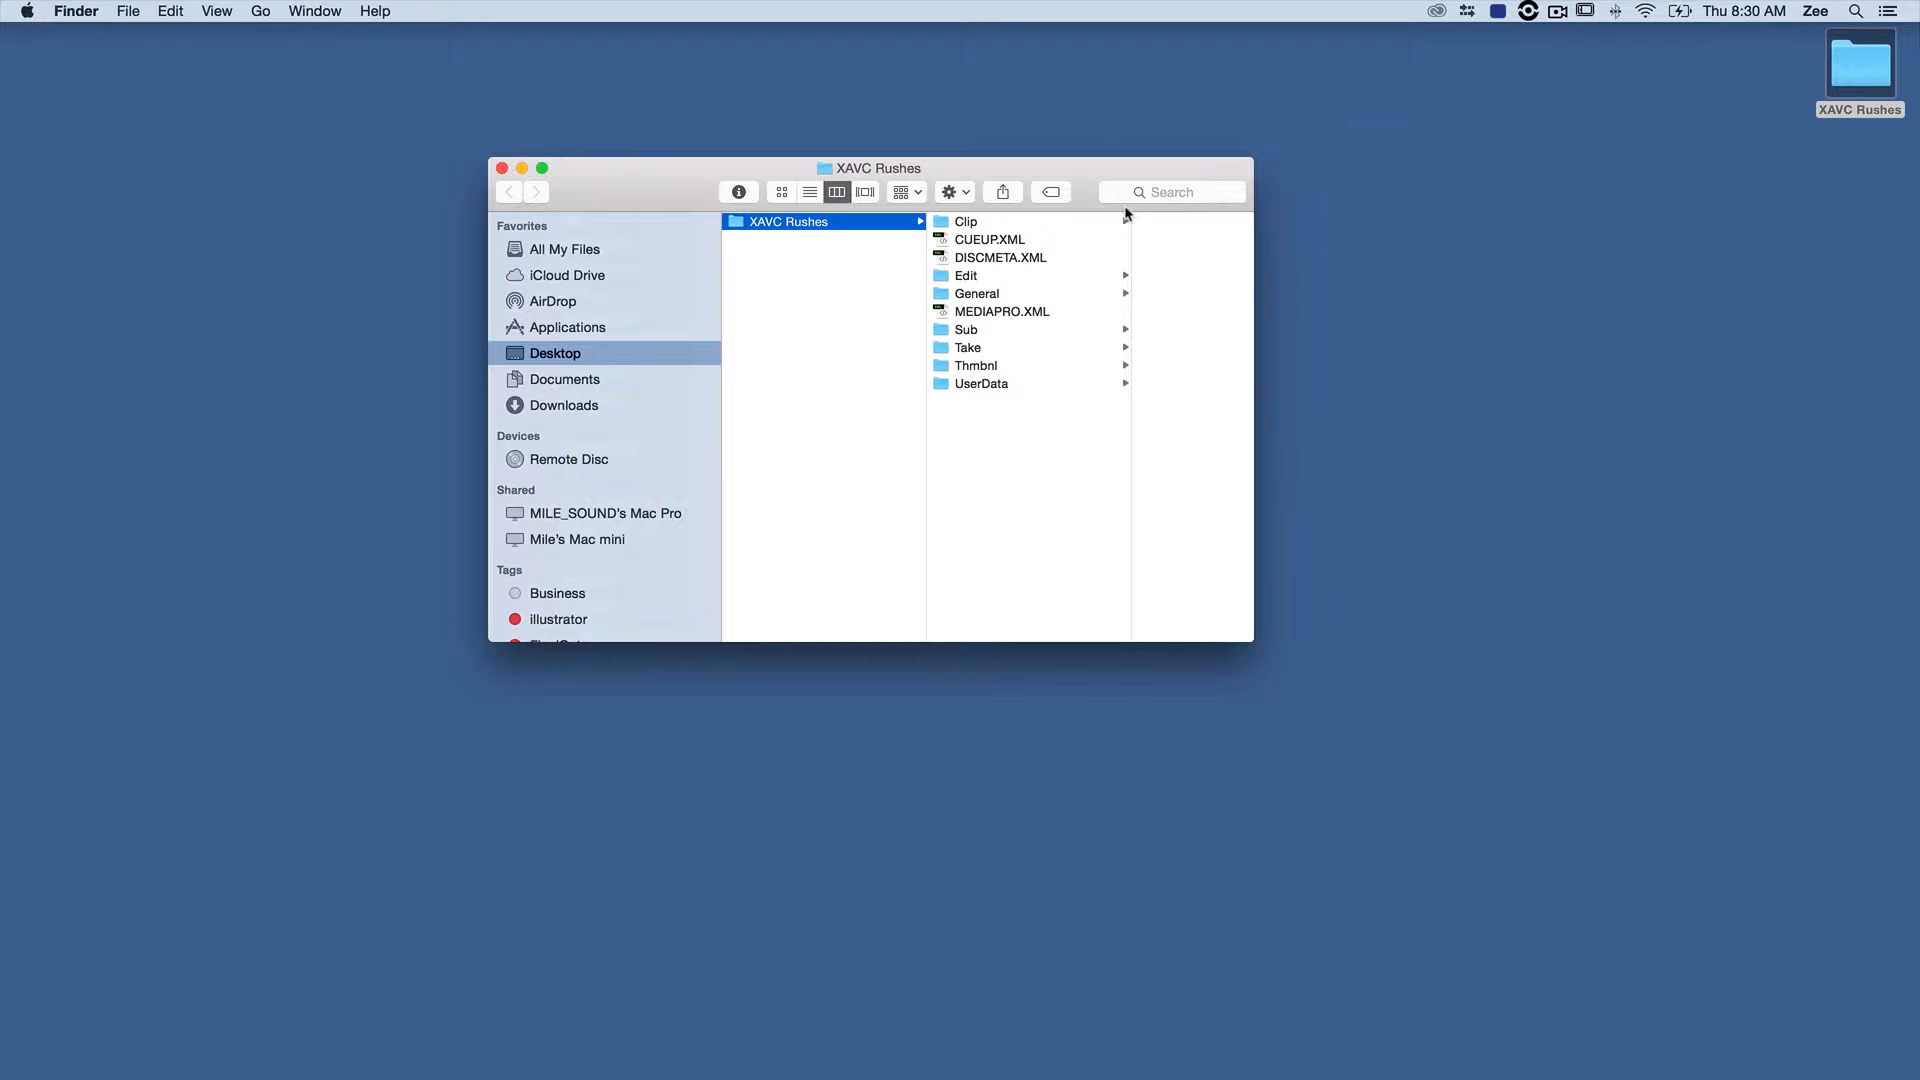 Finder File Edit View Go Window Help Thu 8:30 AM Zee
XAVC Rushes
XAVC Rushes
Search
Favorites
All My Files
iCloud Drive
AirDrop
Applications
Desktop
Documents
Downloads
Devices
Remote Disc
Shared
MILE_SOUND's Mac Pro
Mile's Mac mini
Tags
Business
illustrator
XAVC Rushes
Clip
CUEUP.XML
DISCMETA.XML
Edit
General
MEDIAPRO.XML
Sub
Take
Thmbnl
UserData